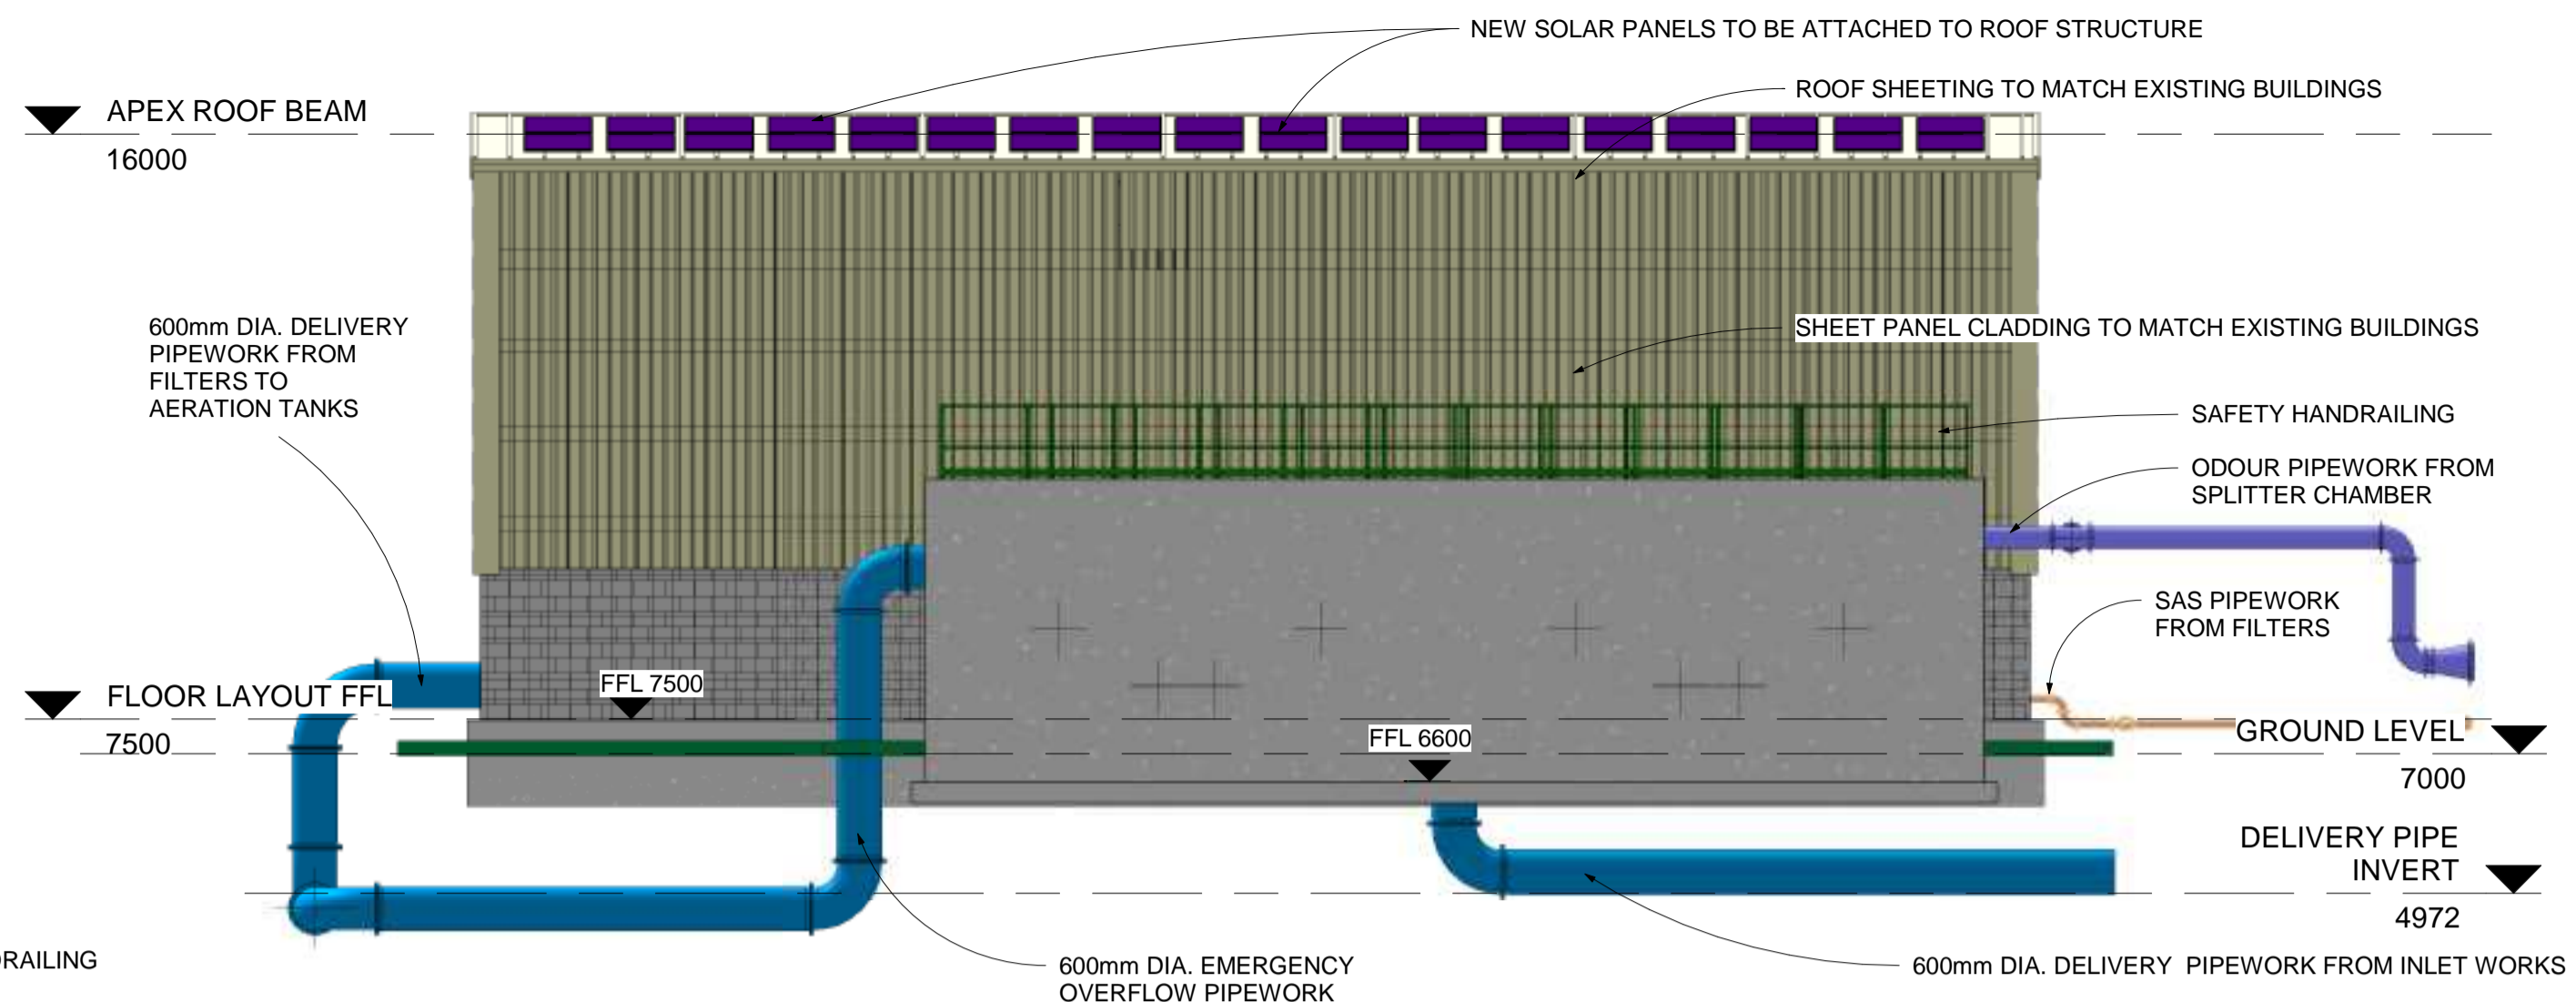 NEW SOLAR PANELS TO BE ATTACHED TO ROOF STRUCTURE
ROOF SHEETING TO MATCH EXISTING BUILDINGS
APEX ROOF BEAM
16000
600mm DIA. DELIVERY
PIPEWORK FROM
FILTERS TO
AERATION TANKS
SHEET PANEL CLADDING TO MATCH EXISTING BUILDINGS
SAFETY HANDRAILING
ODOUR PIPEWORK FROM
SPLITTER CHAMBER
SAS PIPEWORK
FROM FILTERS
FLOOR LAYOUT FFL
7500
FFL 7500
FFL 6600
GROUND LEVEL
7000
DELIVERY PIPE
INVERT
4972
RAILING
600mm DIA. EMERGENCY
OVERFLOW PIPEWORK
600mm DIA. DELIVERY PIPEWORK FROM INLET WORKS